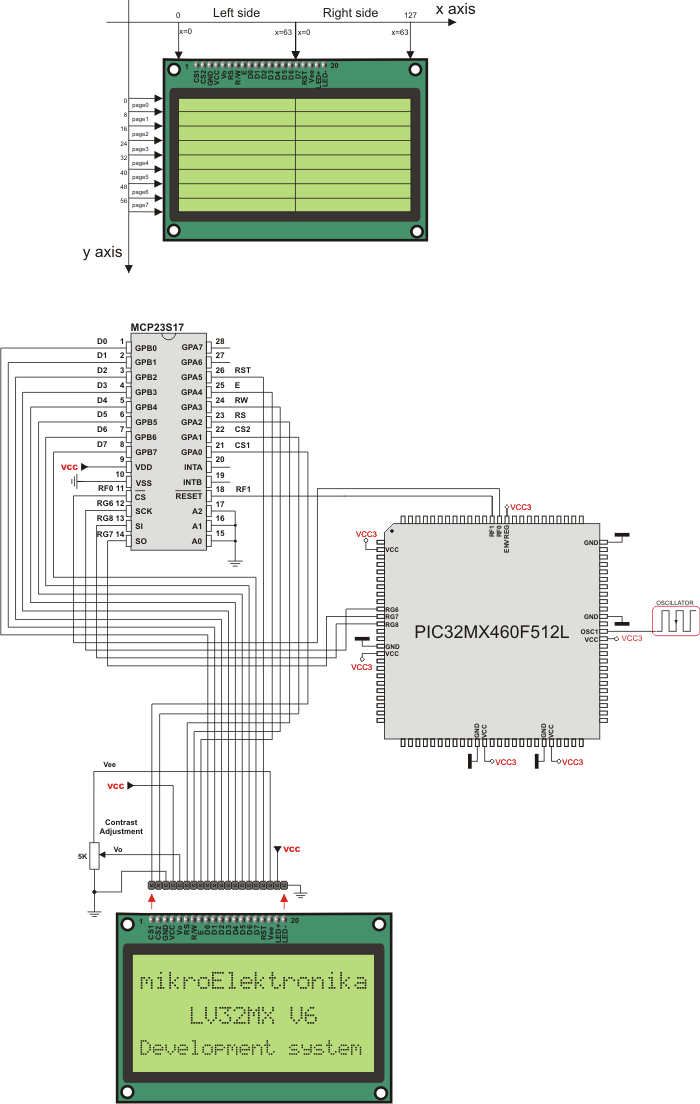 0 Left side Right side 127 x axis
x=0 x=63 x=0 x=63
1 CS1 CS2 GND VCC Vo RS R/W E D0 D1 D2 D3 D4 D5 D6 D7 RST Vee LED+ LED- 20
0
page0
8
page1
16
page2
24
page3
32
page4
40
page5
48
page6
56
page7
y axis
MCP23S17
D0 1 GPB0 GPA7 28
D1 2 GPB1 GPA6 27
D2 3 GPB2 GPA5 26 RST
D3 4 GPB3 GPA4 25 E
D4 5 GPB4 GPA3 24 RW
D5 6 GPB5 GPA2 23 RS
D6 7 GPB6 GPA1 22 CS2
D7 8 GPB7 GPA0 21 CS1
vcc 9 VDD INTA 20
10 VSS INTB 19
RF0 11 CS RESET 18 RF1
RG6 12 SCK A2 17
RG8 13 SI A1 16
RG7 14 SO A0 15
VCC3
RF1 RF0 ENVREG
VCC3
VCC
GND
OSCILLATOR
RG6
RG7
RG8
GND
OSC1
VCC
VCC3
PIC32MX460F512L
GND
VCC
VCC3
GND VCC GND VCC
VCC3 VCC3
Vee
vcc
Contrast
Adjustment
5K
Vo
vcc
1 CS1 CS2 GND VCC Vo RS R/W E D0 D1 D2 D3 D4 D5 D6 D7 RST Vee LED+ LED- 20
mikroElektronika
LV32MX V6
Development system